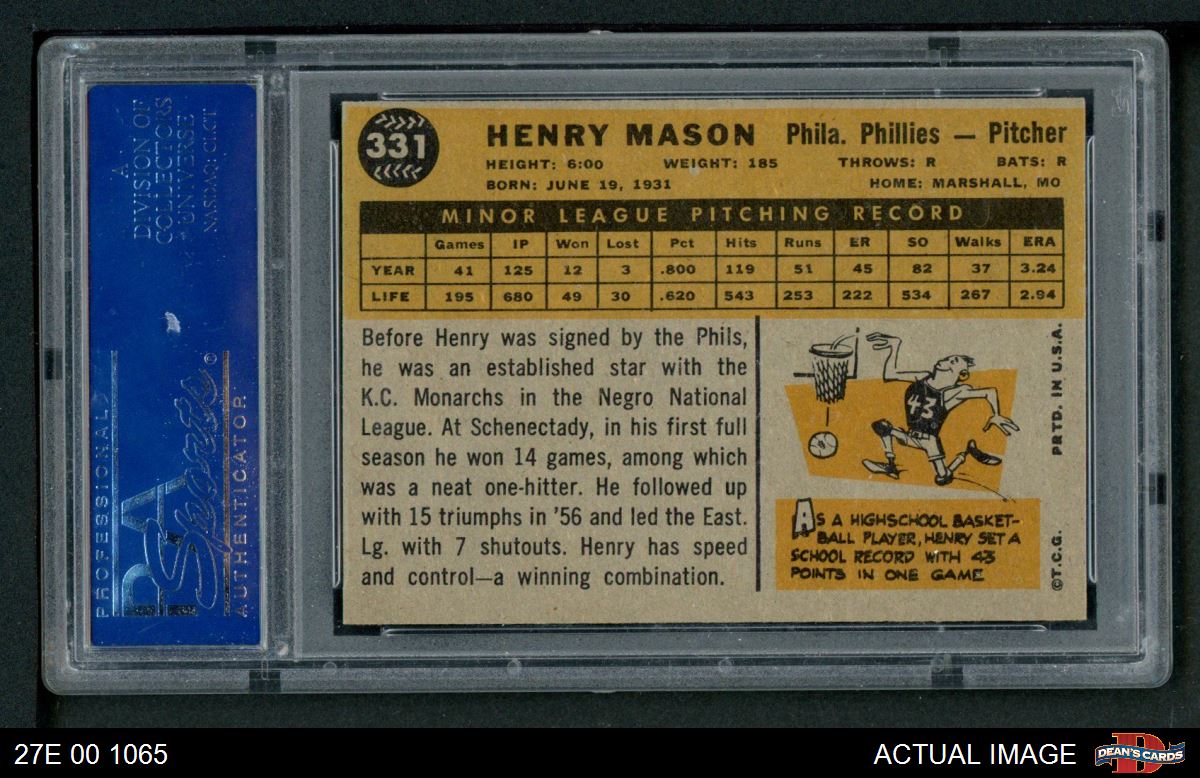 A
DIVISION OF
COLLECTORS
UNIVERSE
NASDAQ: CLCT
PROFESSIONAL
PSA
Sports ©
AUTHENTICATOR
331
HENRY MASON Phila. Phillies — Pitcher
HEIGHT: 6:00 WEIGHT: 185 THROWS: R BATS: R
BORN: JUNE 19, 1931 HOME: MARSHALL, MO
MINOR LEAGUE PITCHING RECORD
Games IP Won Lost Pct Hits Runs ER SO Walks ERA
YEAR 41 125 12 3 .800 119 51 45 82 37 3.24
LIFE 195 680 49 30 .620 543 253 222 534 267 2.94
Before Henry was signed by the Phils,
he was an established star with the
K.C. Monarchs in the Negro National
League. At Schenectady, in his first full
season he won 14 games, among which
was a neat one-hitter. He followed up
with 15 triumphs in '56 and led the East.
Lg. with 7 shutouts. Henry has speed
and control—a winning combination.
43
AS A HIGHSCHOOL BASKET-
BALL PLAYER, HENRY SET A
SCHOOL RECORD WITH 43
POINTS IN ONE GAME
©T.C.G. PRTD. IN U.S.A.
27E 00 1065 ACTUAL IMAGE
DEAN'S CARDS